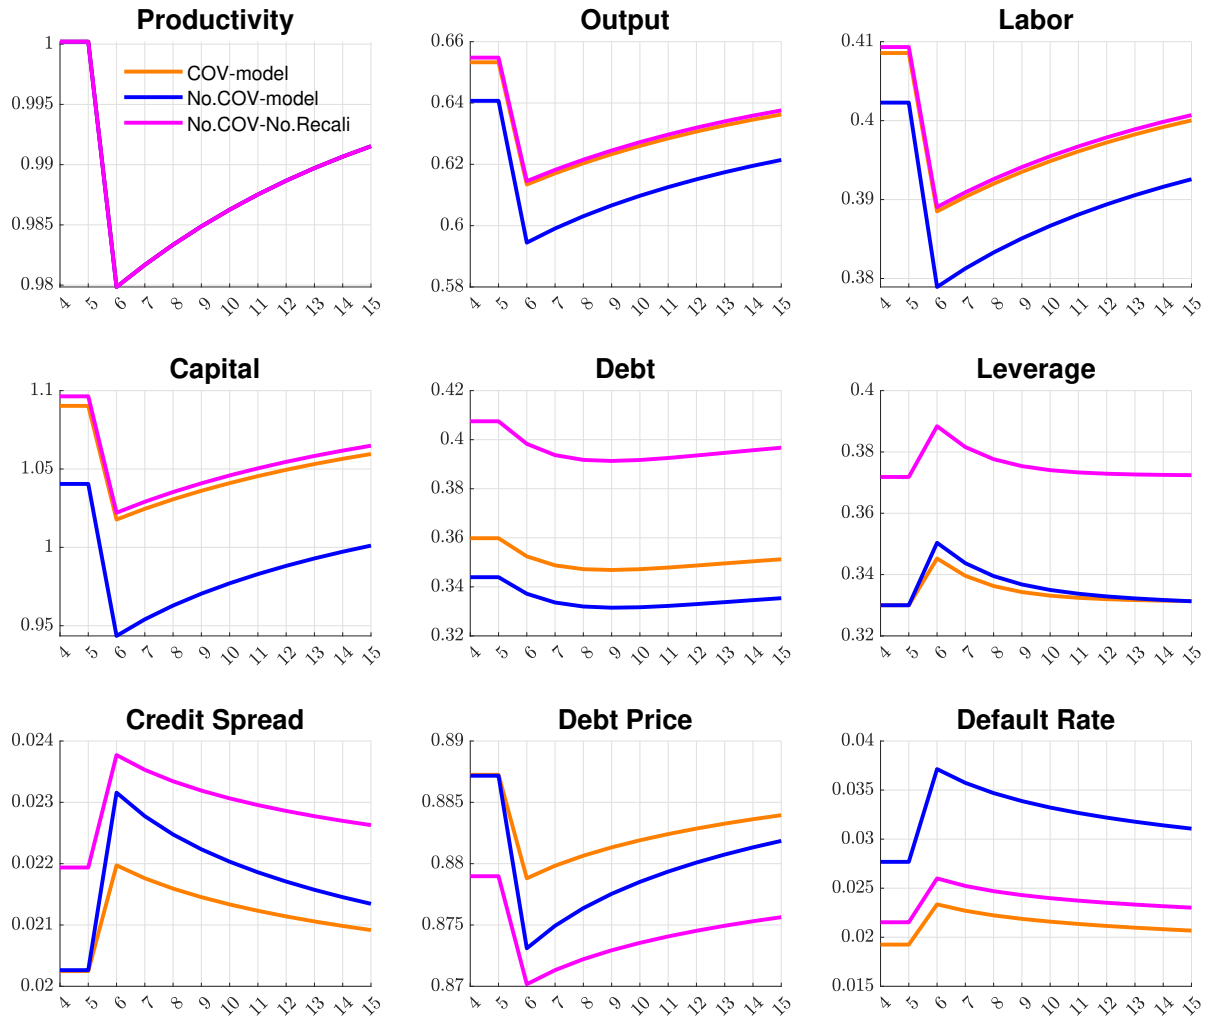 Productivity
Output
Labor
1
0.995
0.99
0.985
0.98
COV-model
No.COV-model
No.COV-No.Recali
4 5 6 7 8 9 10 11 12 13 14 15
0.66
0.64
0.62
0.6
0.58
4 5 6 7 8 9 10 11 12 13 14 15
0.41
0.4
0.39
0.38
4 5 6 7 8 9 10 11 12 13 14 15
Capital
Debt
Leverage
1.1
1.05
1
0.95
4 5 6 7 8 9 10 11 12 13 14 15
0.42
0.4
0.38
0.36
0.34
0.32
4 5 6 7 8 9 10 11 12 13 14 15
0.4
0.38
0.36
0.34
0.32
4 5 6 7 8 9 10 11 12 13 14 15
Credit Spread
Debt Price
Default Rate
0.024
0.023
0.022
0.021
0.02
4 5 6 7 8 9 10 11 12 13 14 15
0.89
0.885
0.88
0.875
0.87
4 5 6 7 8 9 10 11 12 13 14 15
0.04
0.035
0.03
0.025
0.02
0.015
4 5 6 7 8 9 10 11 12 13 14 15